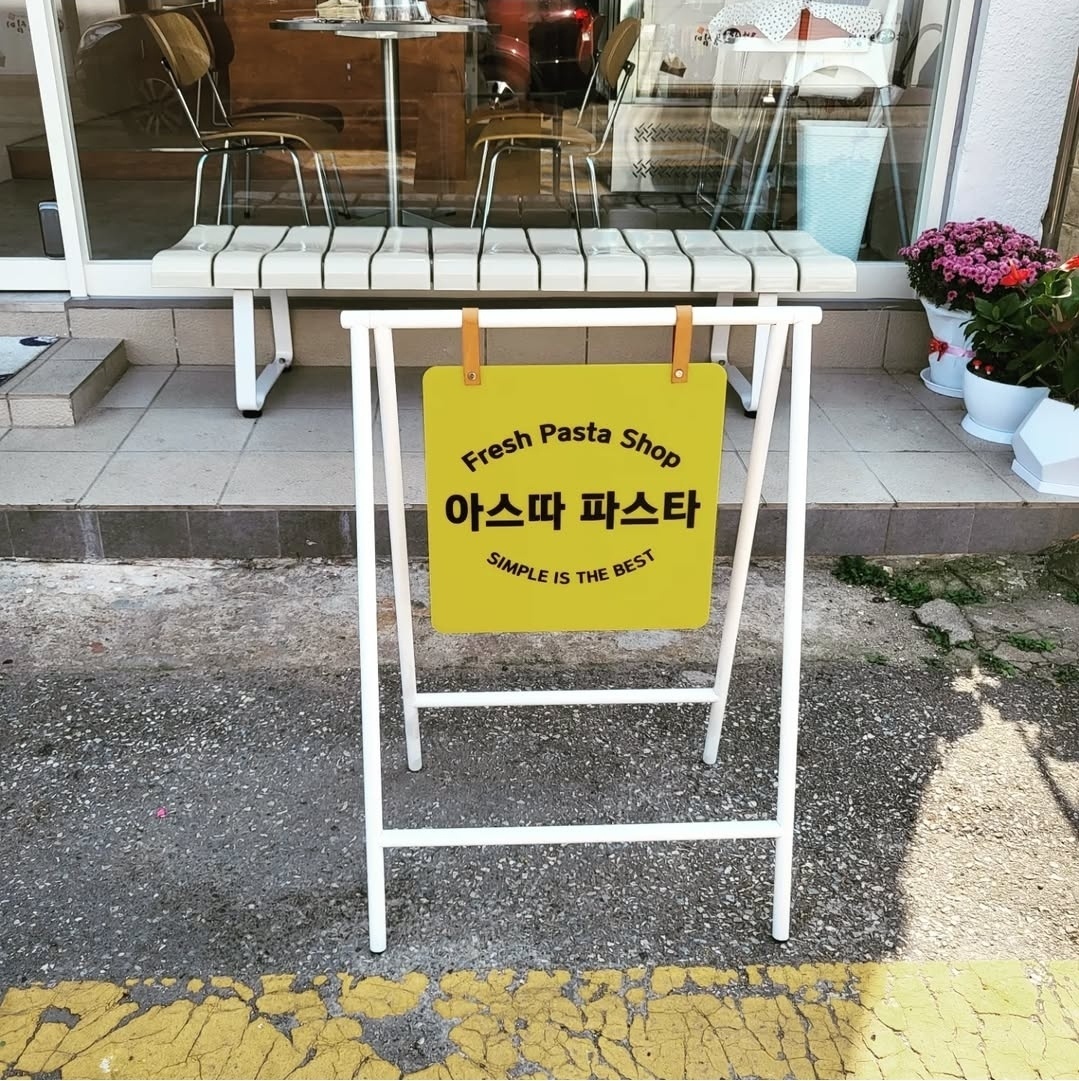 Fresh Pasta Shop
아스따 파스타
SIMPLE IS THE BEST